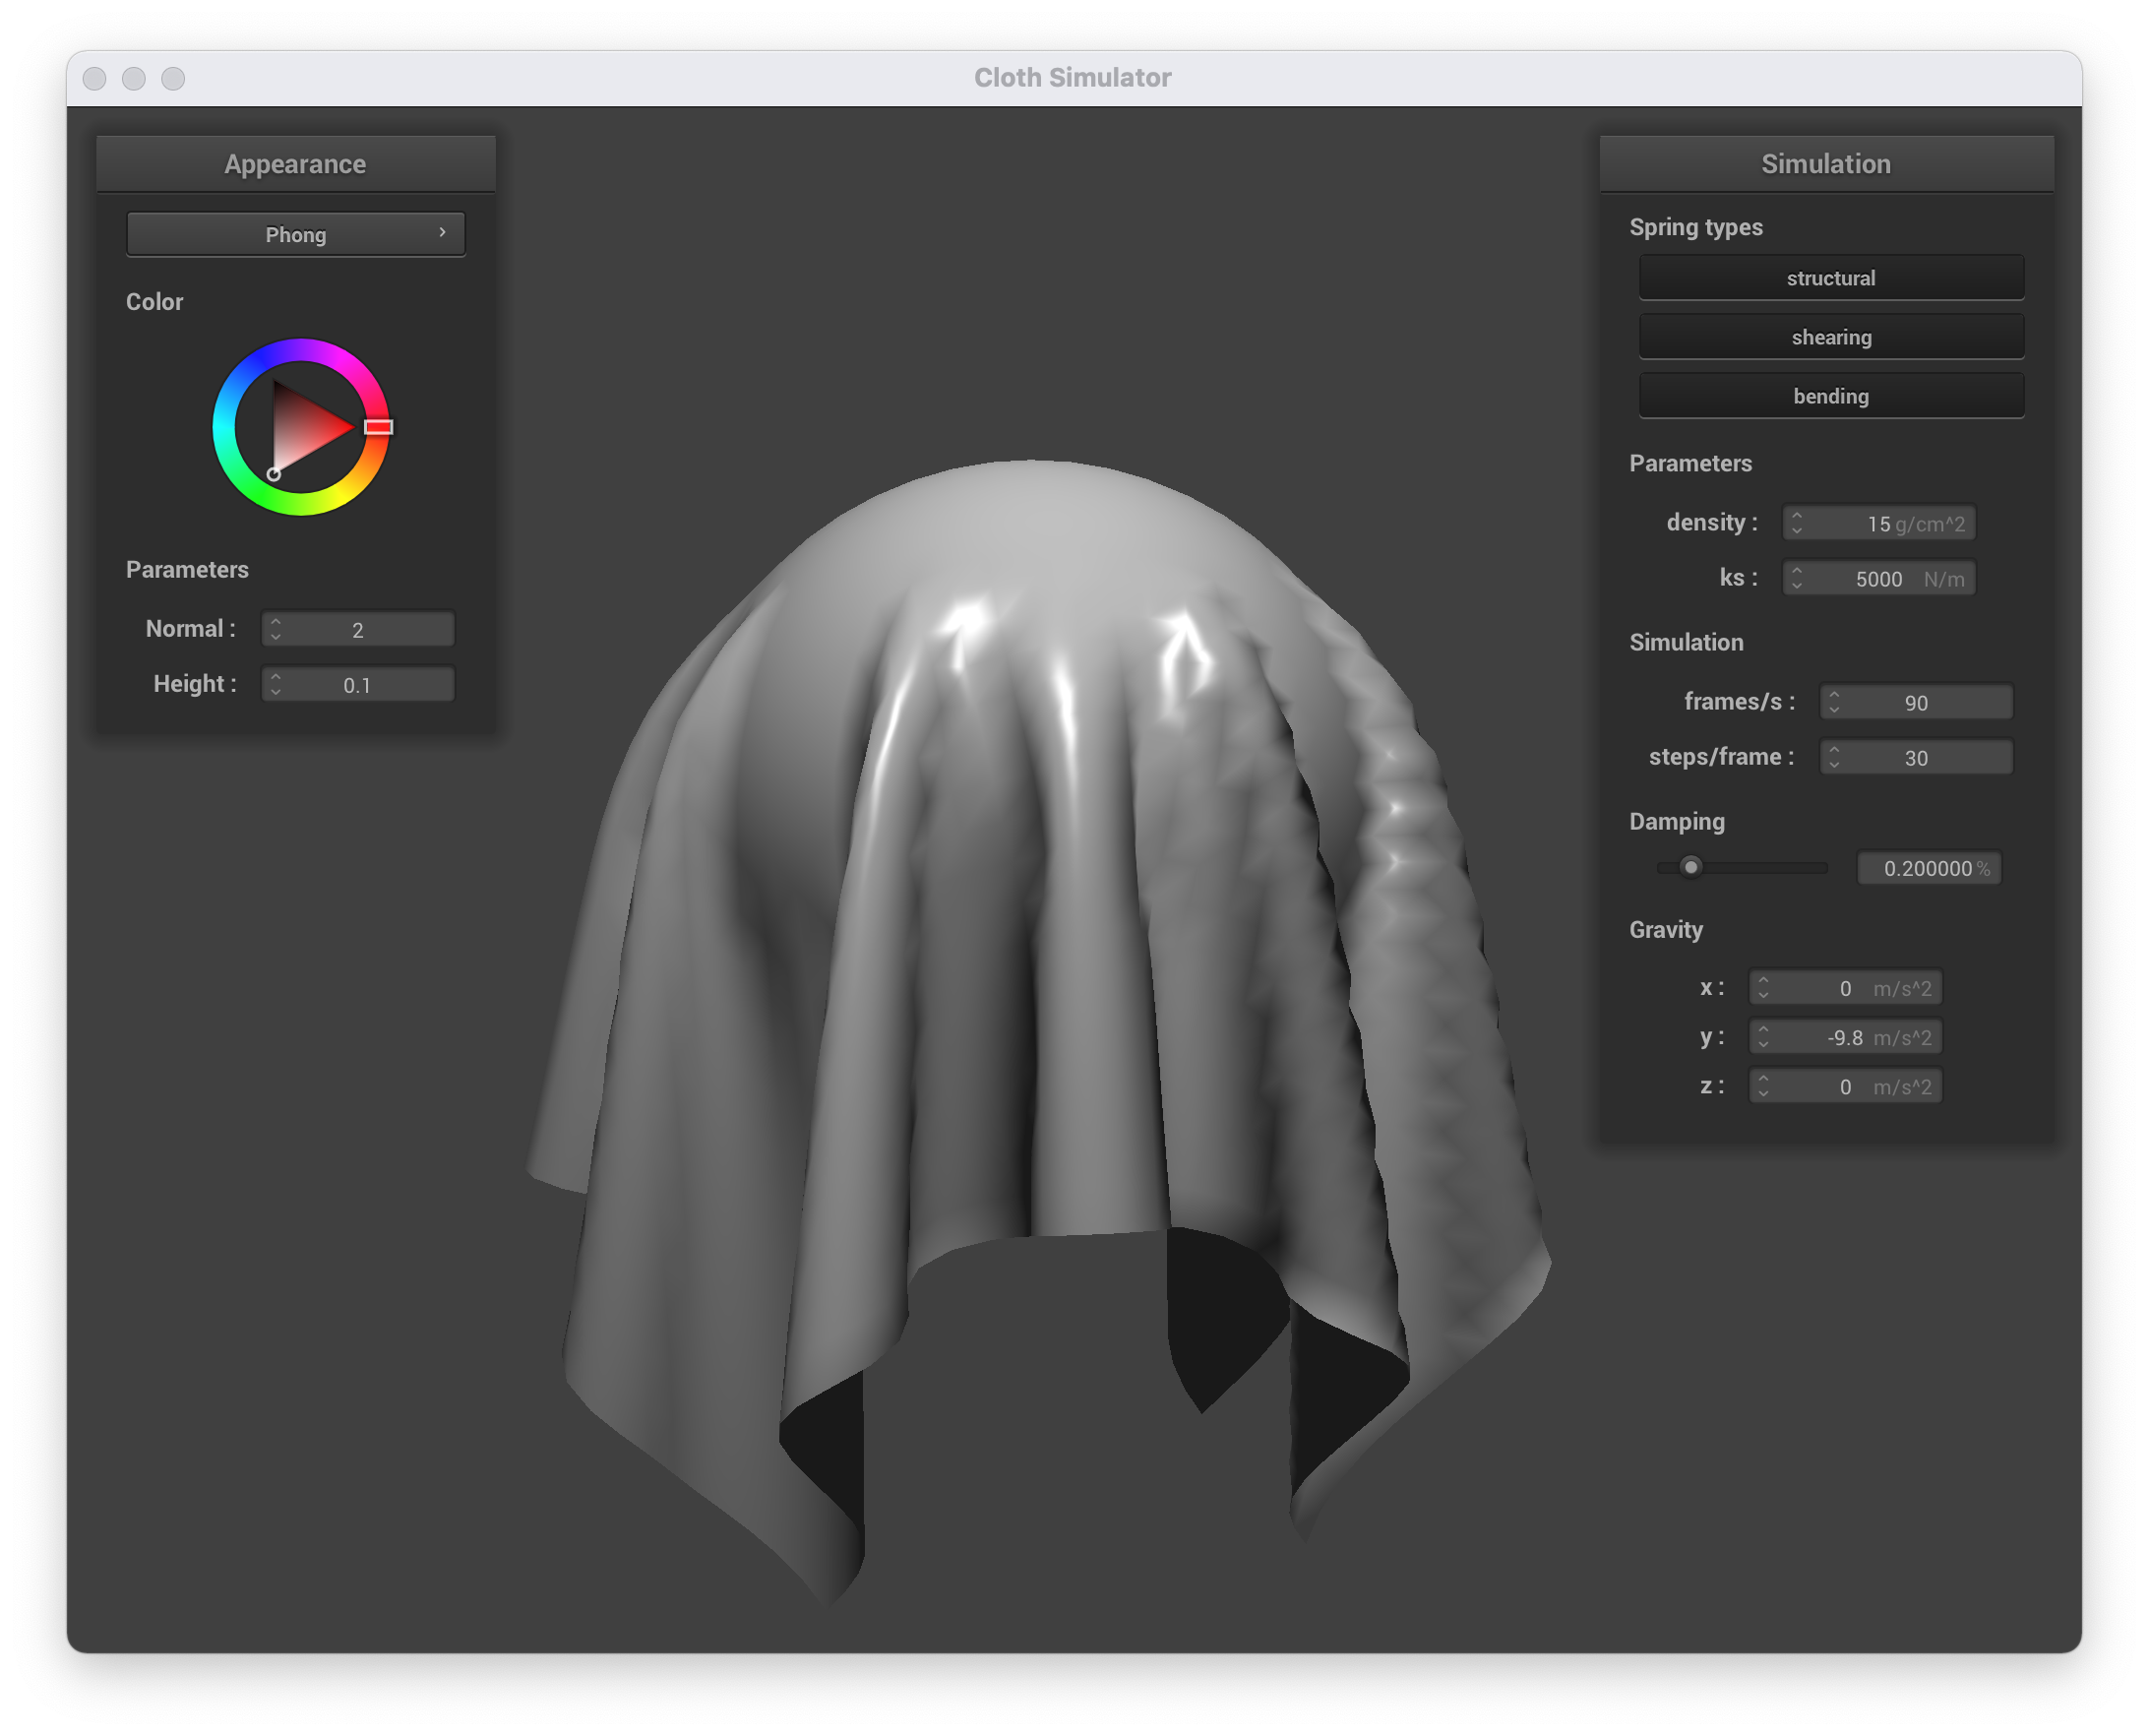 Cloth Simulator
Appearance
Phong
Color
Parameters
Normal : 2
Height : 0.1
Simulation
Spring types
structural
shearing
bending
Parameters
density : 15 g/cm^2
ks : 5000 N/m
Simulation
frames/s : 90
steps/frame : 30
Damping
0.200000 %
Gravity
x : 0 m/s^2
y : -9.8 m/s^2
z : 0 m/s^2